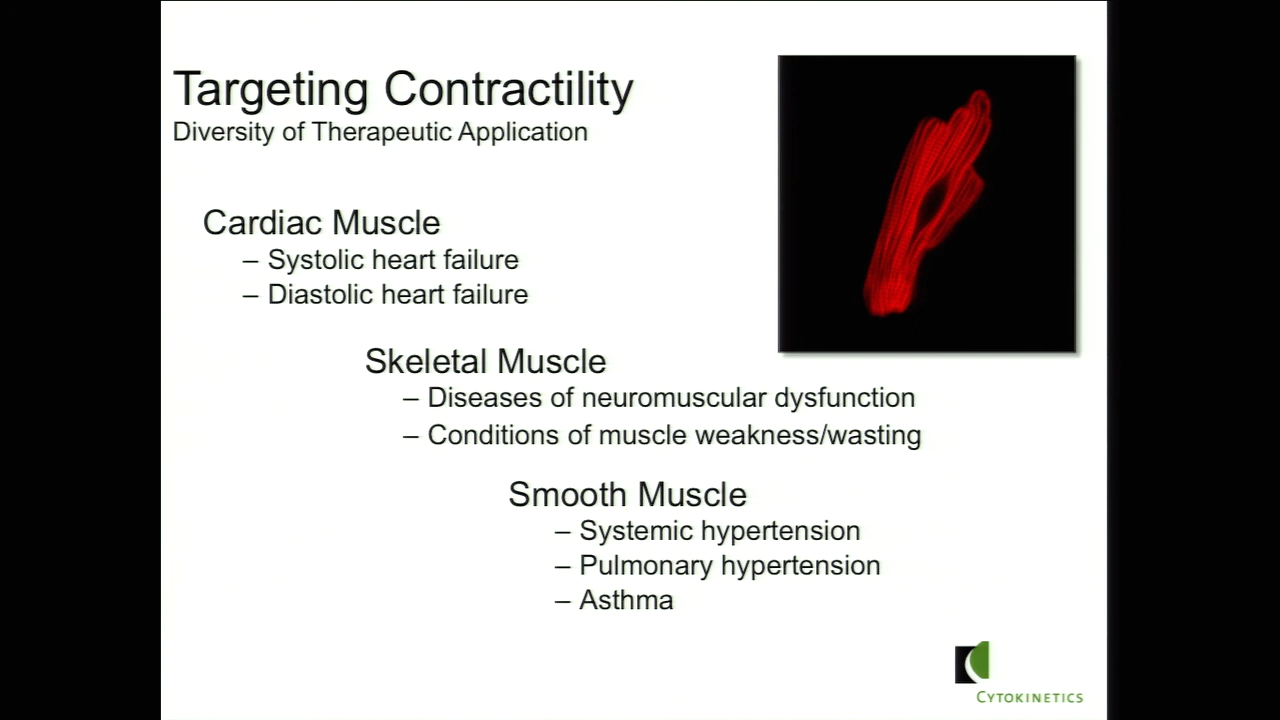 Targeting Contractility
Diversity of Therapeutic Application
Cardiac Muscle
– Systolic heart failure
– Diastolic heart failure
Skeletal Muscle
– Diseases of neuromuscular dysfunction
– Conditions of muscle weakness/wasting
Smooth Muscle
– Systemic hypertension
– Pulmonary hypertension
– Asthma
CYTOKINETICS